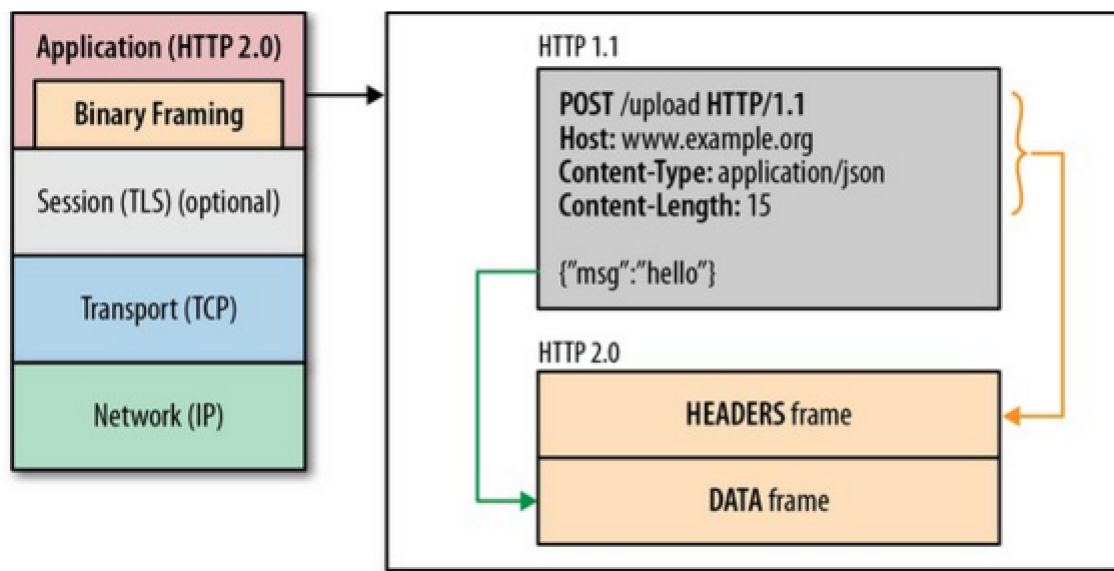 Application (HTTP 2.0)
Binary Framing
Session (TLS) (optional)
Transport (TCP)
Network (IP)
HTTP 1.1
POST /upload HTTP/1.1
Host: www.example.org
Content-Type: application/json
Content-Length: 15
{"msg":"hello"}
HTTP 2.0
HEADERS frame
DATA frame